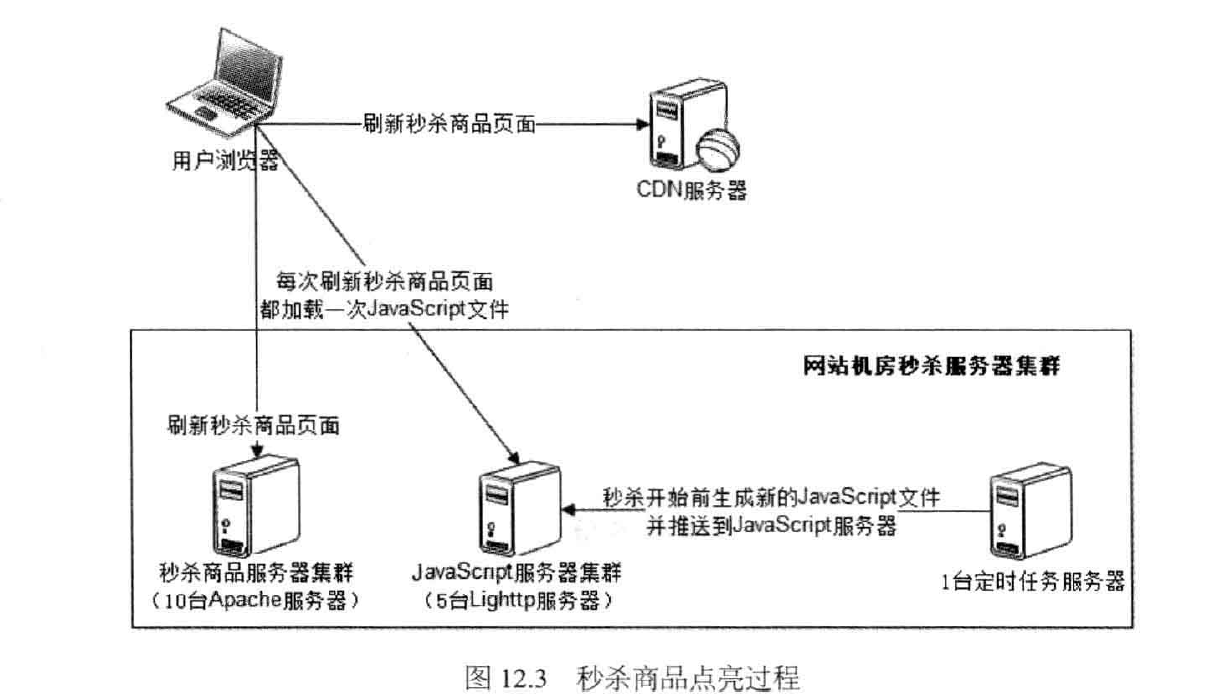 刷新秒杀商品页面
用户浏览器
CDN服务器
每次刷新秒杀商品页面
都加载一次JavaScript文件
网站机房秒杀服务器集群
刷新秒杀商品页面
秒杀开始前生成新的JavaScript文件
并推送到JavaScript服务器
秒杀商品服务器集群
（10台Apache服务器）
JavaScript服务器集群
（5台Lighttp服务器）
1台定时任务服务器
图 12.3 秒杀商品点亮过程